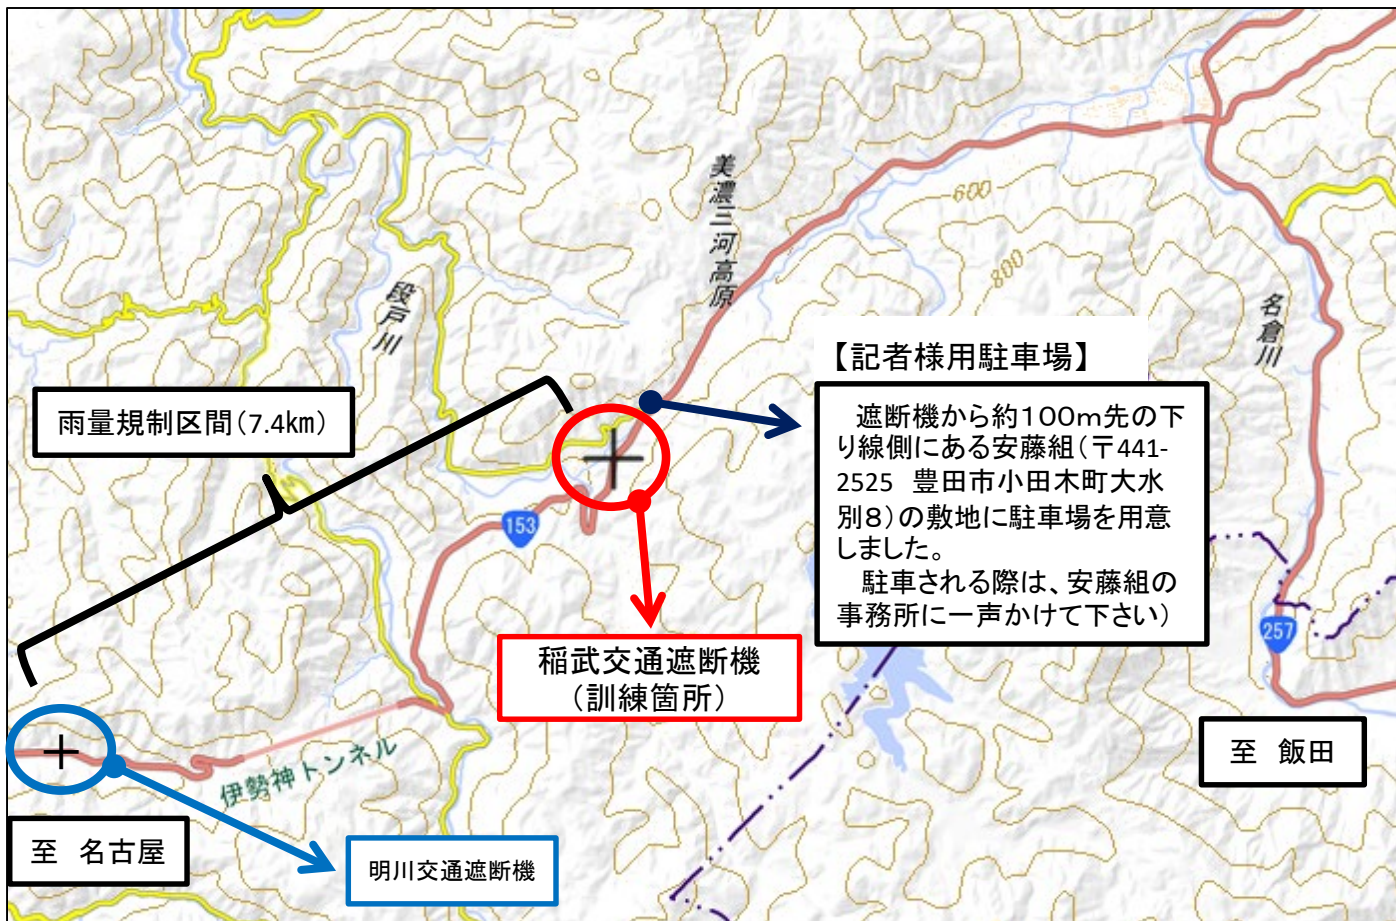 美濃三河高原
600
800
段戸川
名倉川
【記者様用駐車場】
遮断機から約100m先の下
り線側にある安藤組(〒441-
2525 豊田市小田木町大水
別8)の敷地に駐車場を用意
しました。
駐車される際は、安藤組の
事務所に一声かけて下さい)
雨量規制区間(7.4㎞)
153
稲武交通遮断機
(訓練箇所)
257
至 飯田
伊勢神トンネル
至 名古屋
明川交通遮断機